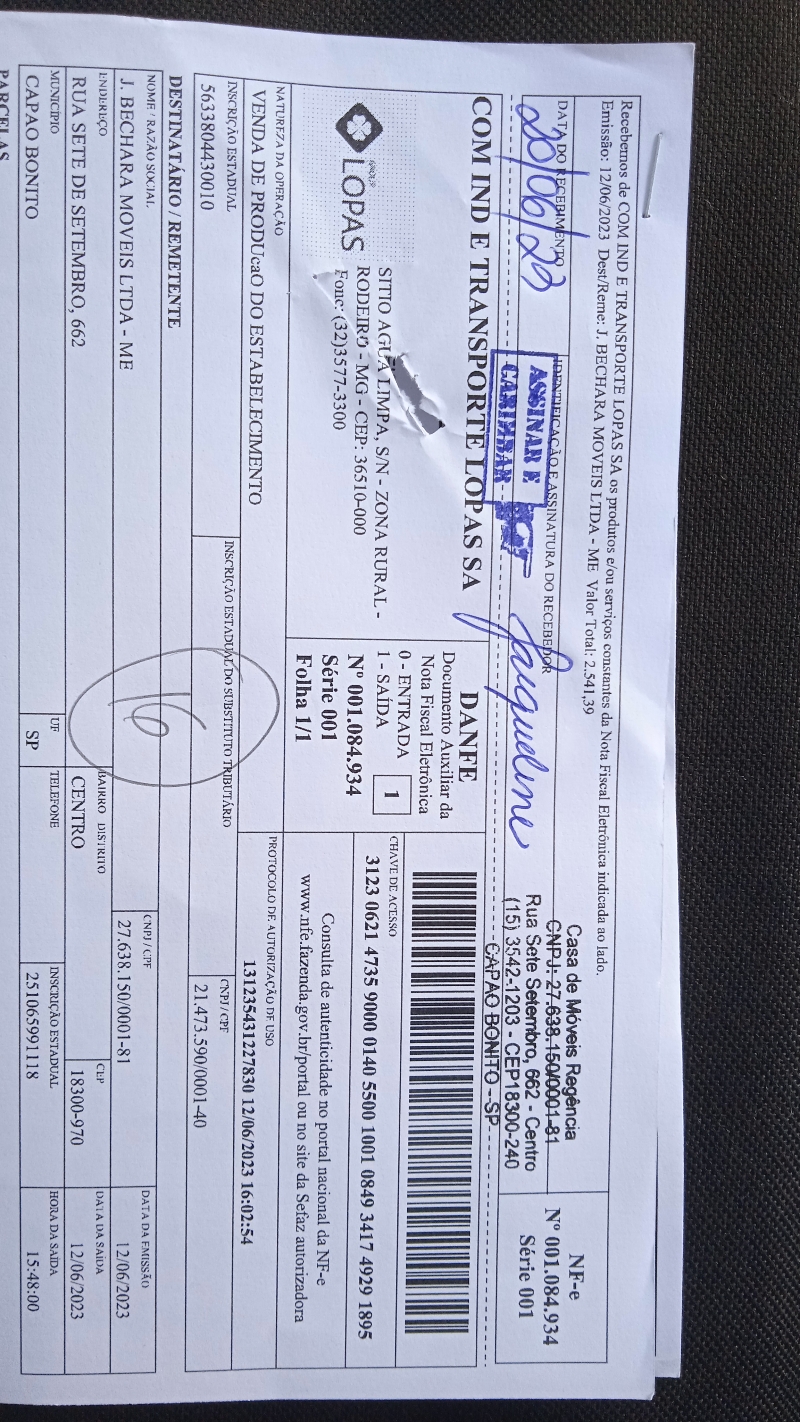 Recebemos de COM IND E TRANSPORTE LOPAS SA os produtos e/ou serviços constantes da Nota Fiscal Eletrônica indicada ao lado.
Emissão: 12/06/2023 Dest/Reme: J. BECHARA MOVEIS LTDA - ME Valor Total: 2.541,39
DATA DO RECEBIMENTO
20/06/23
IDENTIFICAÇÃO E ASSINATURA DO RECEBEDOR
ASSINAR E
CARIMBAR
Jaqueline
Casa de Móveis Regência
CNPJ: 27.638.150/0001-81
Rua Sete Setembro, 662 - Centro
(15) 3542-1203 - CEP18300-240
CAPAO BONITO - SP
NF-e
Nº 001.084.934
Série 001
COM IND E TRANSPORTE LOPAS SA
GROUP
LOPAS
SITIO AGUA LIMPA, S/N - ZONA RURAL -
RODEIRO - MG - CEP: 36510-000
Fone: (32)3577-3300
DANFE
Documento Auxiliar da
Nota Fiscal Eletrônica
0 - ENTRADA
1 - SAÍDA
1
Nº 001.084.934
Série 001
Folha 1/1
CHAVE DE ACESSO
3123 0621 4735 9000 0140 5500 1001 0849 3417 4929 1895
Consulta de autenticidade no portal nacional da NF-e
www.nfe.fazenda.gov.br/portal ou no site da Sefaz autorizadora
NATUREZA DA OPERAÇÃO
VENDA DE PRODUcaO DO ESTABELECIMENTO
PROTOCOLO DE AUTORIZAÇÃO DE USO
131235431227830 12/06/2023 16:02:54
INSCRIÇÃO ESTADUAL
5633804430010
INSCRIÇÃO ESTADUAL DO SUBSTITUTO TRIBUTÁRIO
CNPJ / CPF
21.473.590/0001-40
16
DESTINATÁRIO / REMETENTE
NOME / RAZÃO SOCIAL
J. BECHARA MOVEIS LTDA - ME
CNPJ / CPF
27.638.150/0001-81
DATA DA EMISSÃO
12/06/2023
ENDEREÇO
RUA SETE DE SETEMBRO, 662
BAIRRO DISTRITO
CENTRO
CEP
18300-970
DATA DA SAÍDA
12/06/2023
MUNICÍPIO
CAPAO BONITO
UF
SP
TELEFONE
INSCRIÇÃO ESTADUAL
251065991118
HORA DA SAÍDA
15:48:00
PARCELAS